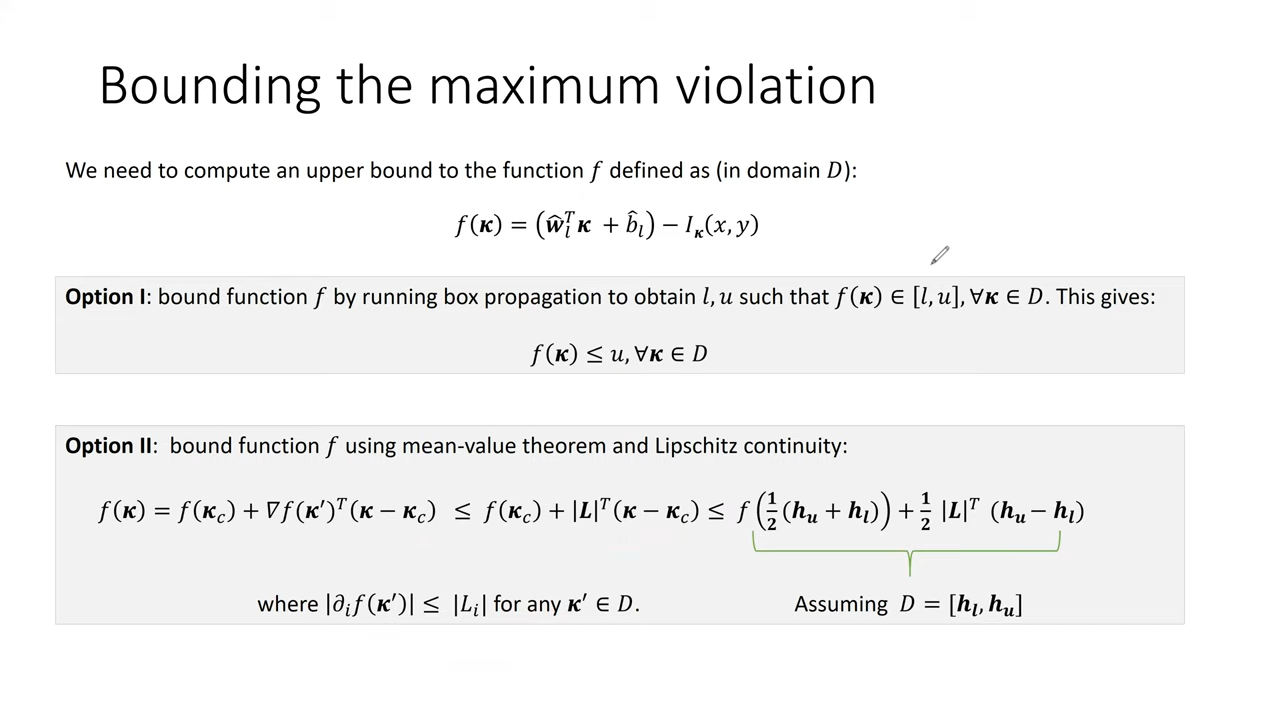 Bounding the maximum violation
We need to compute an upper bound to the function f defined as (in domain D):
f(κ) = (ŵ_l^T κ + b̂_l) − I_κ(x, y)
Option I: bound function f by running box propagation to obtain l, u such that f(κ) ∈ [l, u], ∀κ ∈ D. This gives:
f(κ) ≤ u, ∀κ ∈ D
Option II: bound function f using mean-value theorem and Lipschitz continuity:
f(κ) = f(κ_c) + ∇f(κ′)^T(κ − κ_c) ≤ f(κ_c) + |L|^T(κ − κ_c) ≤ f(1/2(h_u + h_l)) + 1/2 |L|^T (h_u − h_l)
where |∂_i f(κ′)| ≤ |L_i| for any κ′ ∈ D. Assuming D = [h_l, h_u]